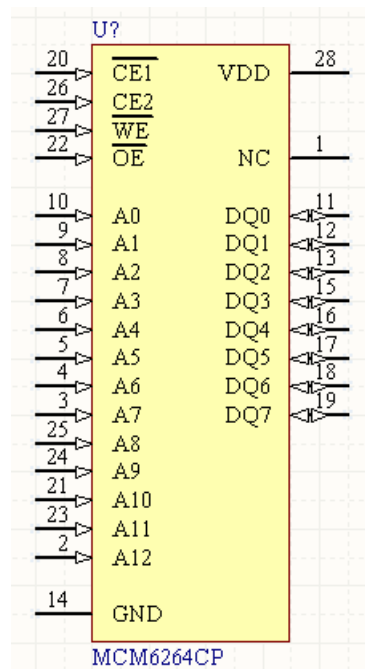 U?
20 CE1 VDD 28
26 CE2
27 WE
22 OE NC 1
10 A0 DQ0 11
9 A1 DQ1 12
8 A2 DQ2 13
7 A3 DQ3 15
6 A4 DQ4 16
5 A5 DQ5 17
4 A6 DQ6 18
3 A7 DQ7 19
25 A8
24 A9
21 A10
23 A11
2 A12
14 GND
MCM6264CP